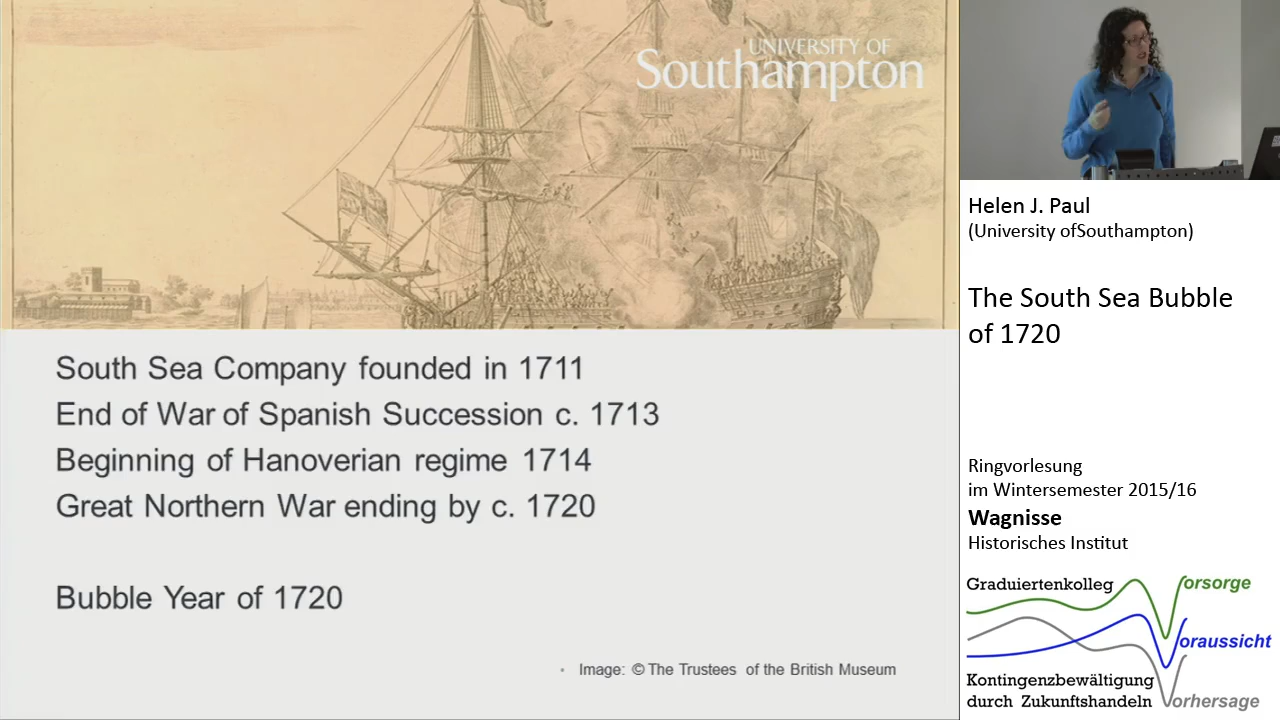 UNIVERSITY OF
Southampton
South Sea Company founded in 1711
End of War of Spanish Succession c. 1713
Beginning of Hanoverian regime 1714
Great Northern War ending by c. 1720
Bubble Year of 1720
• Image: © The Trustees of the British Museum
Helen J. Paul
(University ofSouthampton)
The South Sea Bubble
of 1720
Ringvorlesung
im Wintersemester 2015/16
Wagnisse
Historisches Institut
Graduiertenkolleg
Vorsorge
Voraussicht
Kontingenzbewältigung
durch Zukunftshandeln
Vorhersage